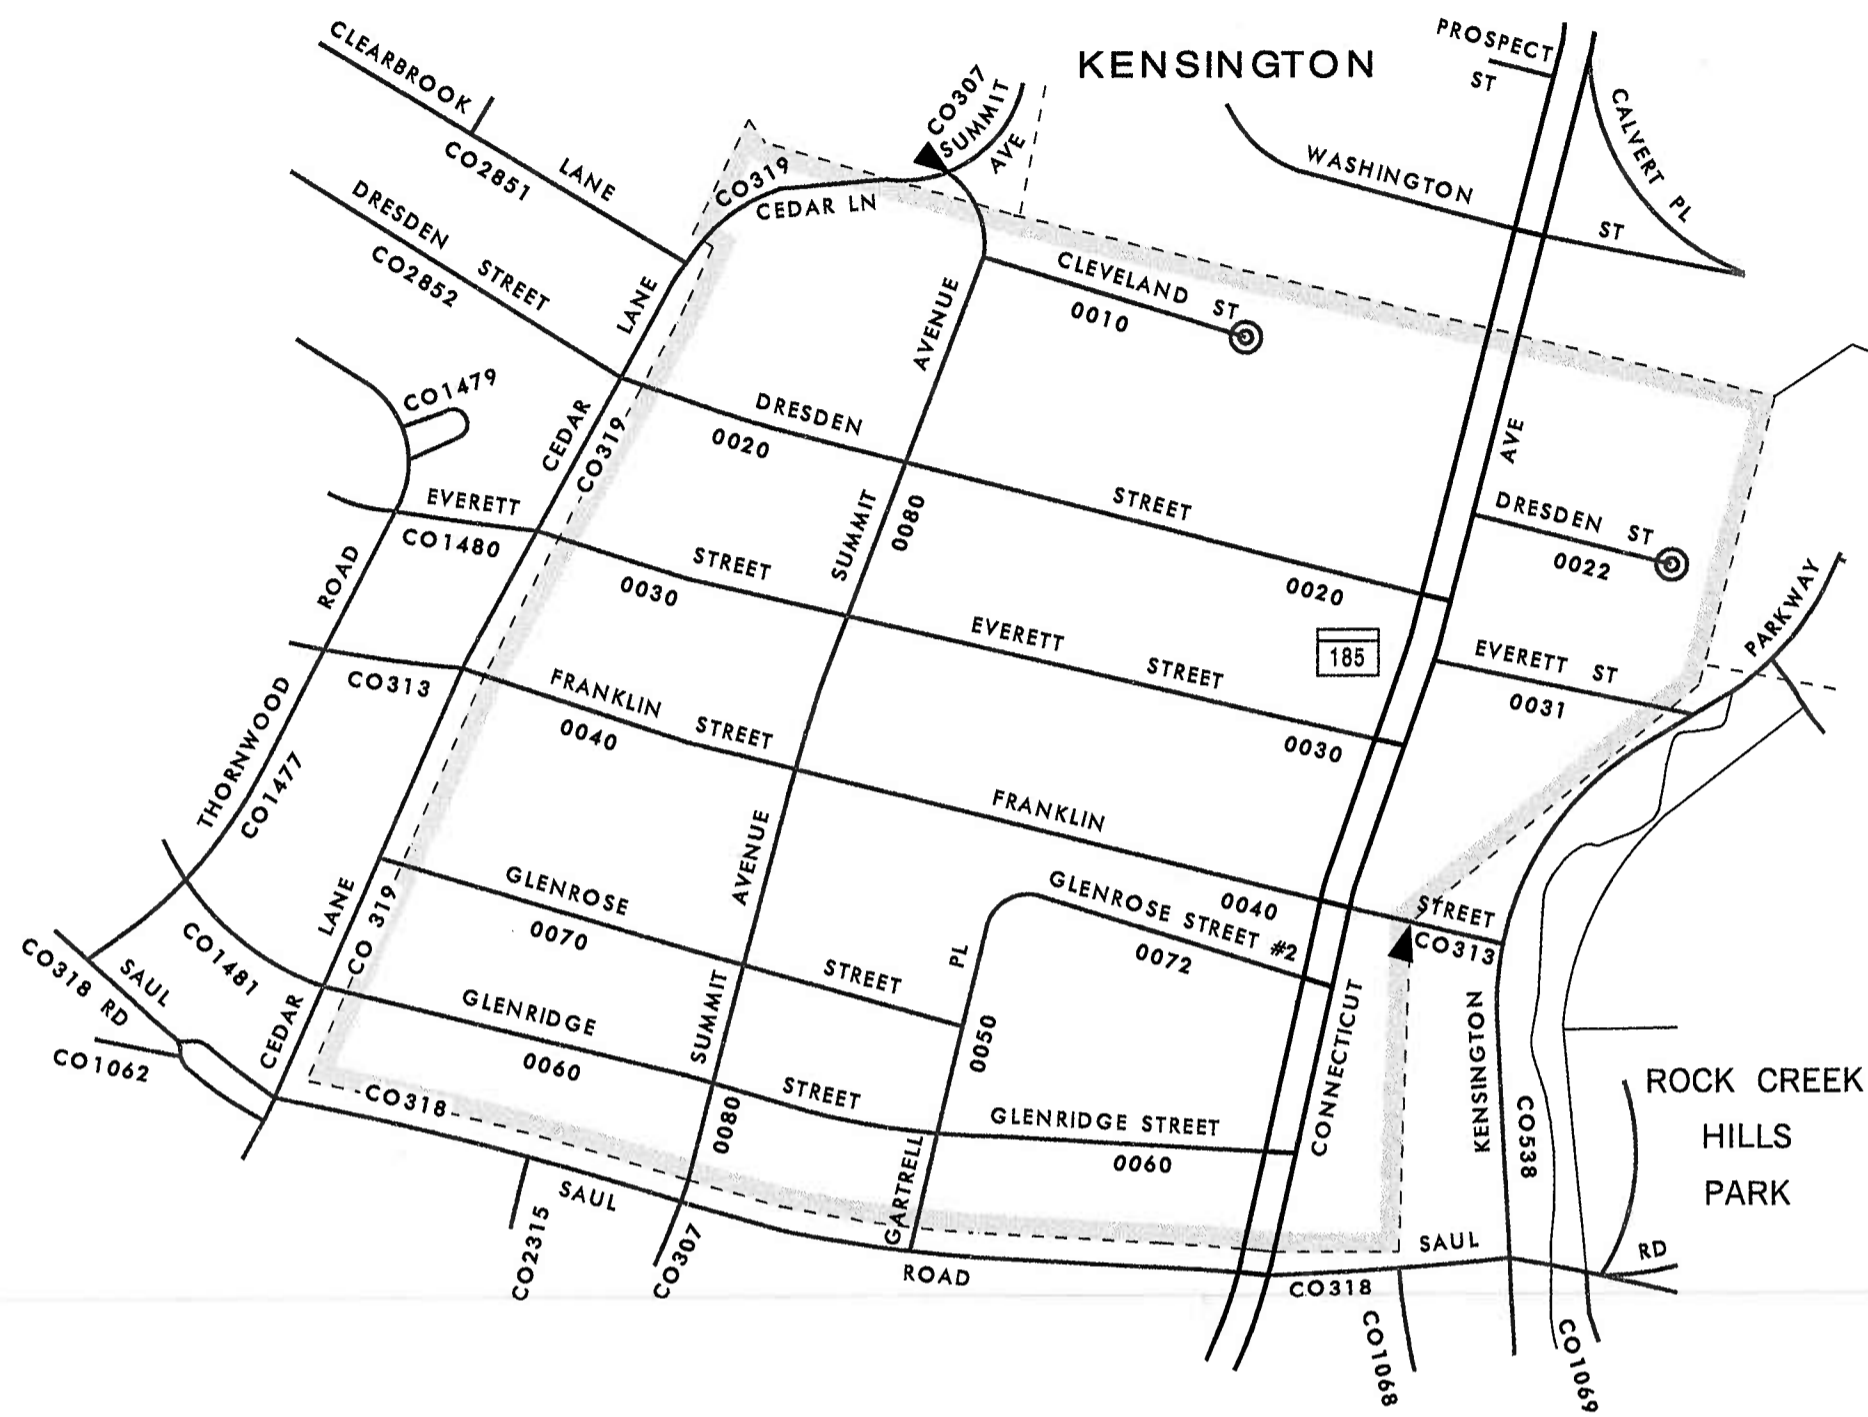 KENSINGTON
PROSPECT
ST
CLEARBROOK
LANE
CO2851
CO307
SUMMIT
AVE
CALVERT PL
WASHINGTON
ST
DRESDEN
STREET
CO2852
CO319
CEDAR LN
CLEVELAND ST
0010
LANE
AVENUE
CO1479
CEDAR
CO319
DRESDEN
0020
STREET
0020
AVE
DRESDEN ST
0022
EVERETT
CO1480
STREET
0030
SUMMIT
0080
EVERETT
STREET
0030
185
EVERETT ST
0031
PARKWAY
ROAD
CO313
FRANKLIN
STREET
0040
THORNWOOD
CO1477
AVENUE
FRANKLIN
0040
STREET
CO313
LANE
CO 319
GLENROSE
0070
STREET
PL
GLENROSE STREET #2
0072
CO1481
SAUL
CO318 RD
CO1062
CEDAR
GLENRIDGE
0060
SUMMIT
STREET
0050
GLENRIDGE STREET
0060
CONNECTICUT
KENSINGTON
CO538
ROCK CREEK
HILLS
PARK
CO318
0080
GARTRELL
SAUL
CO2315
CO307
ROAD
SAUL
RD
CO318
CO1068
CO1069